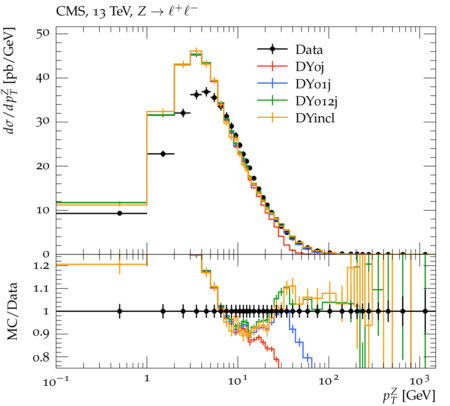 CMS, 13 TeV, Z → ℓ⁺ℓ⁻
dσ/dp_T^Z [pb/GeV]
50
40
30
20
10
0
Data
DY0j
DY01j
DY012j
DYincl
MC/Data
1.2
1.1
1
0.9
0.8
10⁻¹ 1 10¹ 10² 10³
p_T^Z [GeV]